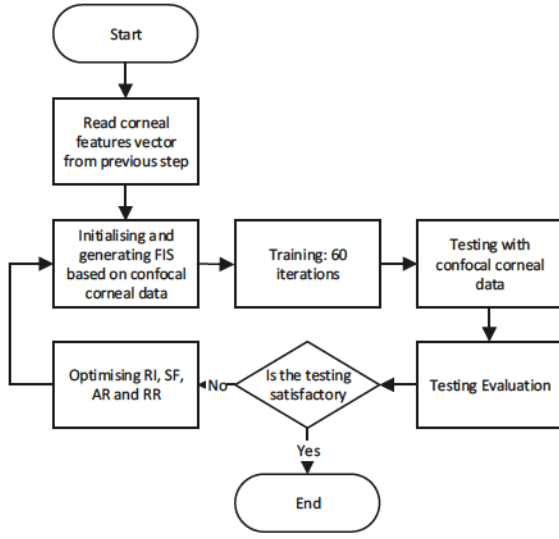 Start
Read corneal
features vector
from previous step
Initialising and
generating FIS
based on confocal
corneal data
Training: 60
iterations
Testing with
confocal corneal
data
Testing Evaluation
Is the testing
satisfactory
No
Optimising RI, SF,
AR and RR
Yes
End